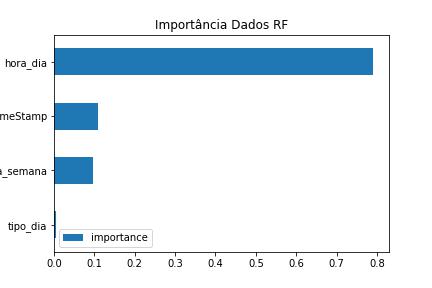 Importância Dados RF
hora_dia
meStamp
a_semana
tipo_dia
importance
0.0 0.1 0.2 0.3 0.4 0.5 0.6 0.7 0.8